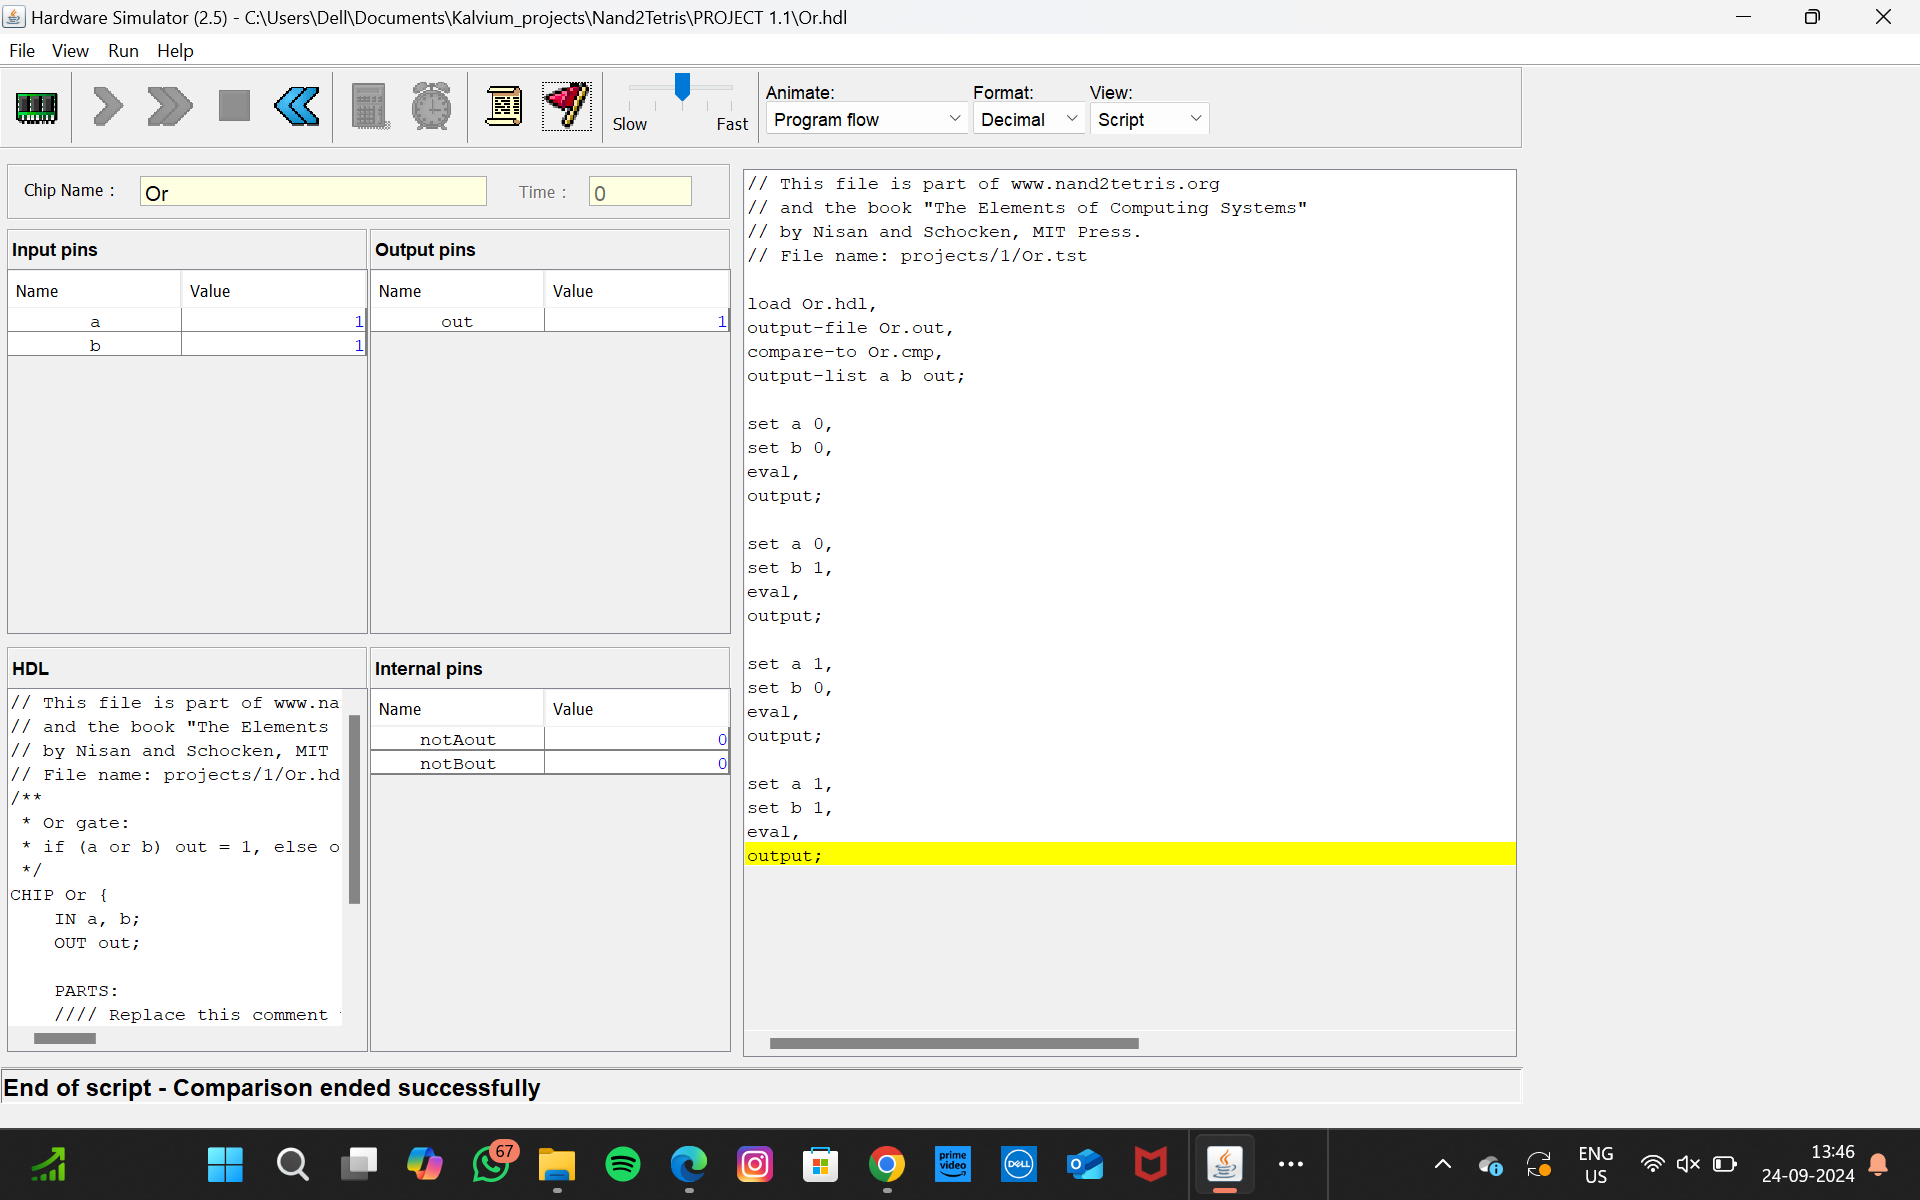 Hardware Simulator (2.5) - C:\Users\Dell\Documents\Kalvium_projects\Nand2Tetris\PROJECT 1.1\Or.hdl
File View Run Help
Slow Fast
Animate: Format: View:
Program flow Decimal Script
Chip Name : Or Time : 0
Input pins
Name Value
a 1
b 1
Output pins
Name Value
out 1
HDL
// This file is part of www.na
// and the book "The Elements
// by Nisan and Schocken, MIT
// File name: projects/1/Or.hd
/**
* Or gate:
* if (a or b) out = 1, else o
*/
CHIP Or {
IN a, b;
OUT out;
PARTS:
//// Replace this comment
Internal pins
Name Value
notAout 0
notBout 0
// This file is part of www.nand2tetris.org
// and the book "The Elements of Computing Systems"
// by Nisan and Schocken, MIT Press.
// File name: projects/1/Or.tst
load Or.hdl,
output-file Or.out,
compare-to Or.cmp,
output-list a b out;
set a 0,
set b 0,
eval,
output;
set a 0,
set b 1,
eval,
output;
set a 1,
set b 0,
eval,
output;
set a 1,
set b 1,
eval,
output;
End of script - Comparison ended successfully
67
prime video
DELL
ENG
US
13:46
24-09-2024